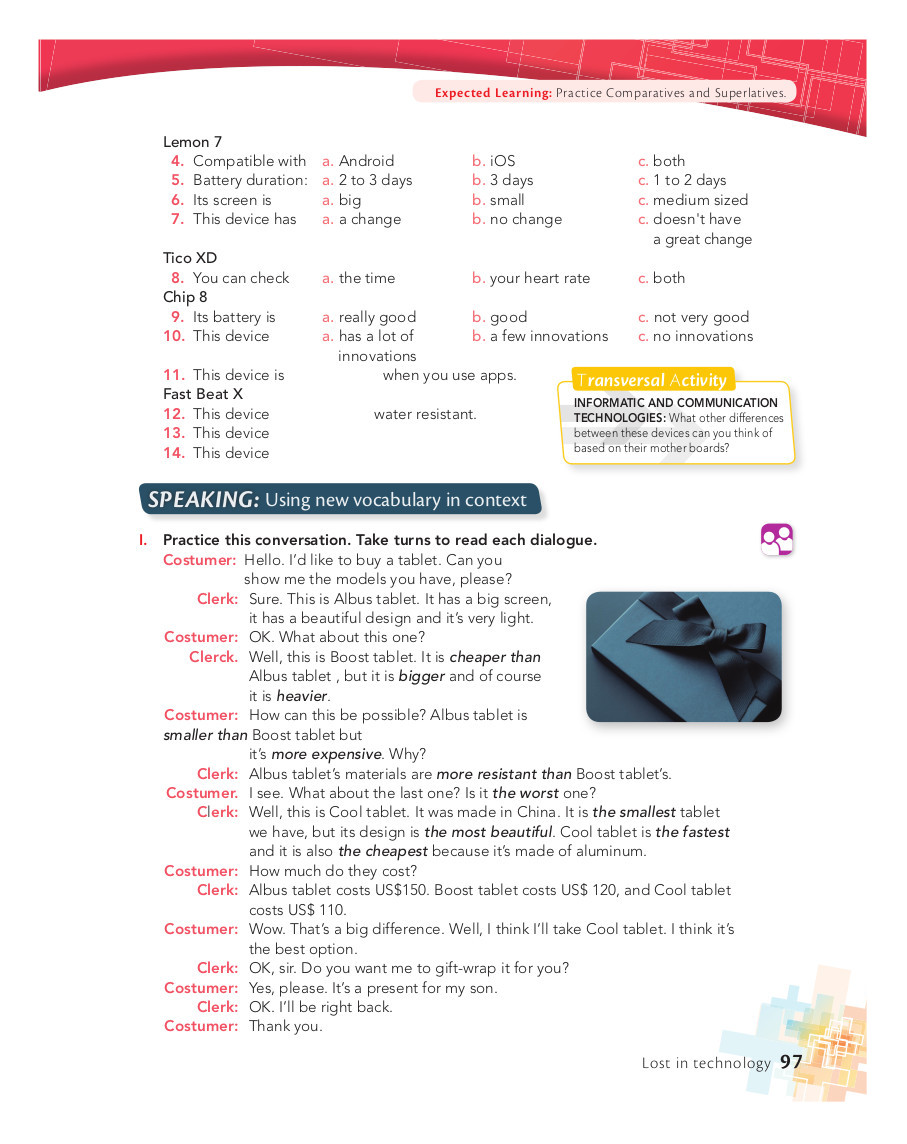 Expected Learning: Practice Comparatives and Superlatives.
Lemon 7
4. Compatible with a. Android b. iOS c. both
5. Battery duration: a. 2 to 3 days b. 3 days c. 1 to 2 days
6. Its screen is a. big b. small c. medium sized
7. This device has a. a change b. no change c. doesn't have
a great change
Tico XD
8. You can check a. the time b. your heart rate c. both
Chip 8
9. Its battery is a. really good b. good c. not very good
10. This device a. has a lot of b. a few innovations c. no innovations
innovations
11. This device is when you use apps.
Fast Beat X
12. This device water resistant.
13. This device
14. This device
Transversal Activity
INFORMATIC AND COMMUNICATION
TECHNOLOGIES: What other differences
between these devices can you think of
based on their mother boards?
SPEAKING: Using new vocabulary in context
I. Practice this conversation. Take turns to read each dialogue.
Costumer: Hello. I'd like to buy a tablet. Can you
show me the models you have, please?
Clerk: Sure. This is Albus tablet. It has a big screen,
it has a beautiful design and it's very light.
Costumer: OK. What about this one?
Clerck. Well, this is Boost tablet. It is cheaper than
Albus tablet , but it is bigger and of course
it is heavier.
Costumer: How can this be possible? Albus tablet is
smaller than Boost tablet but
it's more expensive. Why?
Clerk: Albus tablet's materials are more resistant than Boost tablet's.
Costumer. I see. What about the last one? Is it the worst one?
Clerk: Well, this is Cool tablet. It was made in China. It is the smallest tablet
we have, but its design is the most beautiful. Cool tablet is the fastest
and it is also the cheapest because it's made of aluminum.
Costumer: How much do they cost?
Clerk: Albus tablet costs US$150. Boost tablet costs US$ 120, and Cool tablet
costs US$ 110.
Costumer: Wow. That's a big difference. Well, I think I'll take Cool tablet. I think it's
the best option.
Clerk: OK, sir. Do you want me to gift-wrap it for you?
Costumer: Yes, please. It's a present for my son.
Clerk: OK. I'll be right back.
Costumer: Thank you.
Lost in technology 97